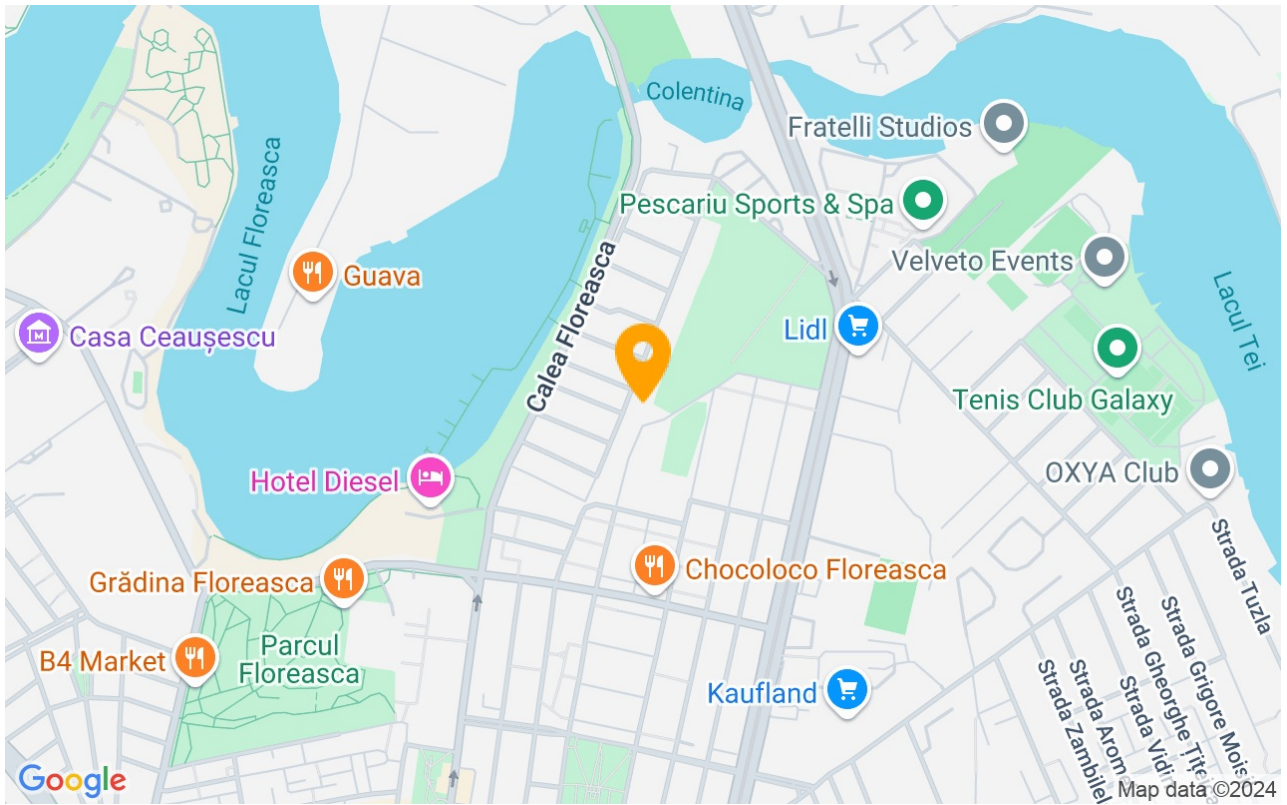 Colentina
Fratelli Studios
Pescariu Sports & Spa
Lacul Floreasca
Velveto Events
Guava
Calea Floreasca
Lacul Tei
Lidl
Casa Ceaușescu
Tenis Club Galaxy
Hotel Diesel
OXYA Club
Chocoloco Floreasca
Grădina Floreasca
Strada Tuzla
Parcul
Floreasca
B4 Market
Kaufland
Strada Grigore Mois
Strada Gheorghe Țițe
Strada Vidi
Strada Arom
Strada Zambile
Google
Map data ©2024